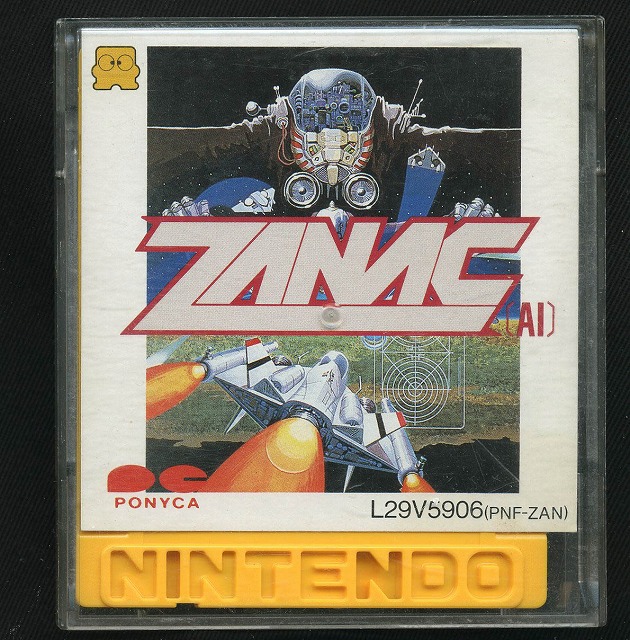 ZANAC
[AI]
PONYCA
L29V5906(PNF-ZAN)
NINTENDO